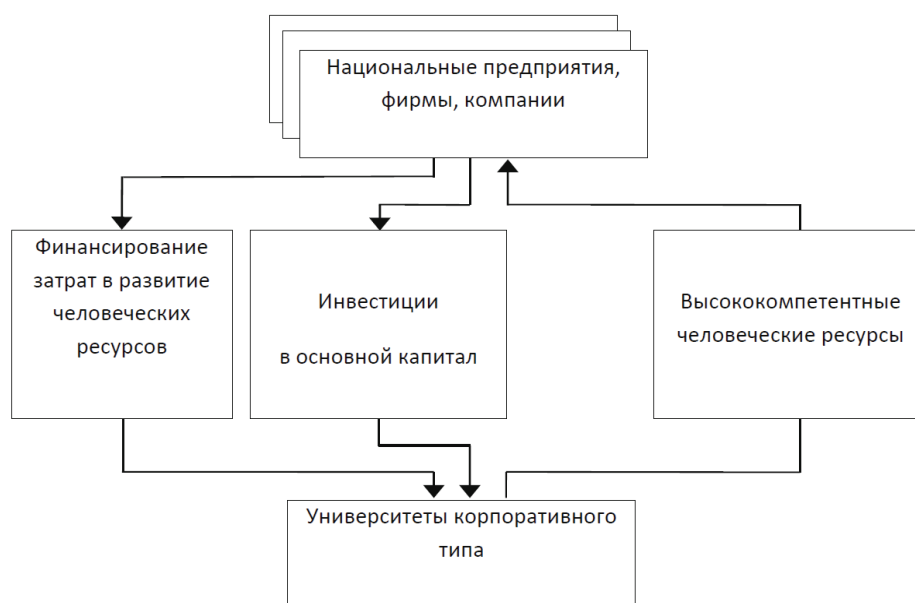 Национальные предприятия,
фирмы, компании
Финансирование
затрат в развитие
человеческих
ресурсов
Инвестиции
в основной капитал
Высококомпетентные
человеческие ресурсы
Университеты корпоративного
типа